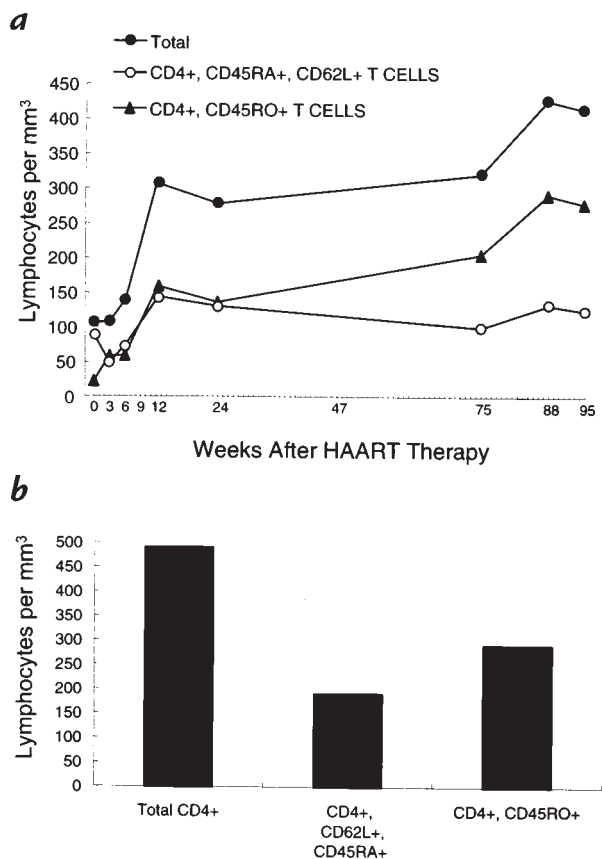 a
Total
CD4+, CD45RA+, CD62L+ T CELLS
CD4+, CD45RO+ T CELLS
Lymphocytes per mm³
450
400
350
300
250
200
150
100
50
0
0 3 6 9 12 24 47 75 88 95
Weeks After HAART Therapy
b
Lymphocytes per mm³
500
450
400
350
300
250
200
150
100
50
0
Total CD4+
CD4+,
CD62L+,
CD45RA+
CD4+, CD45RO+